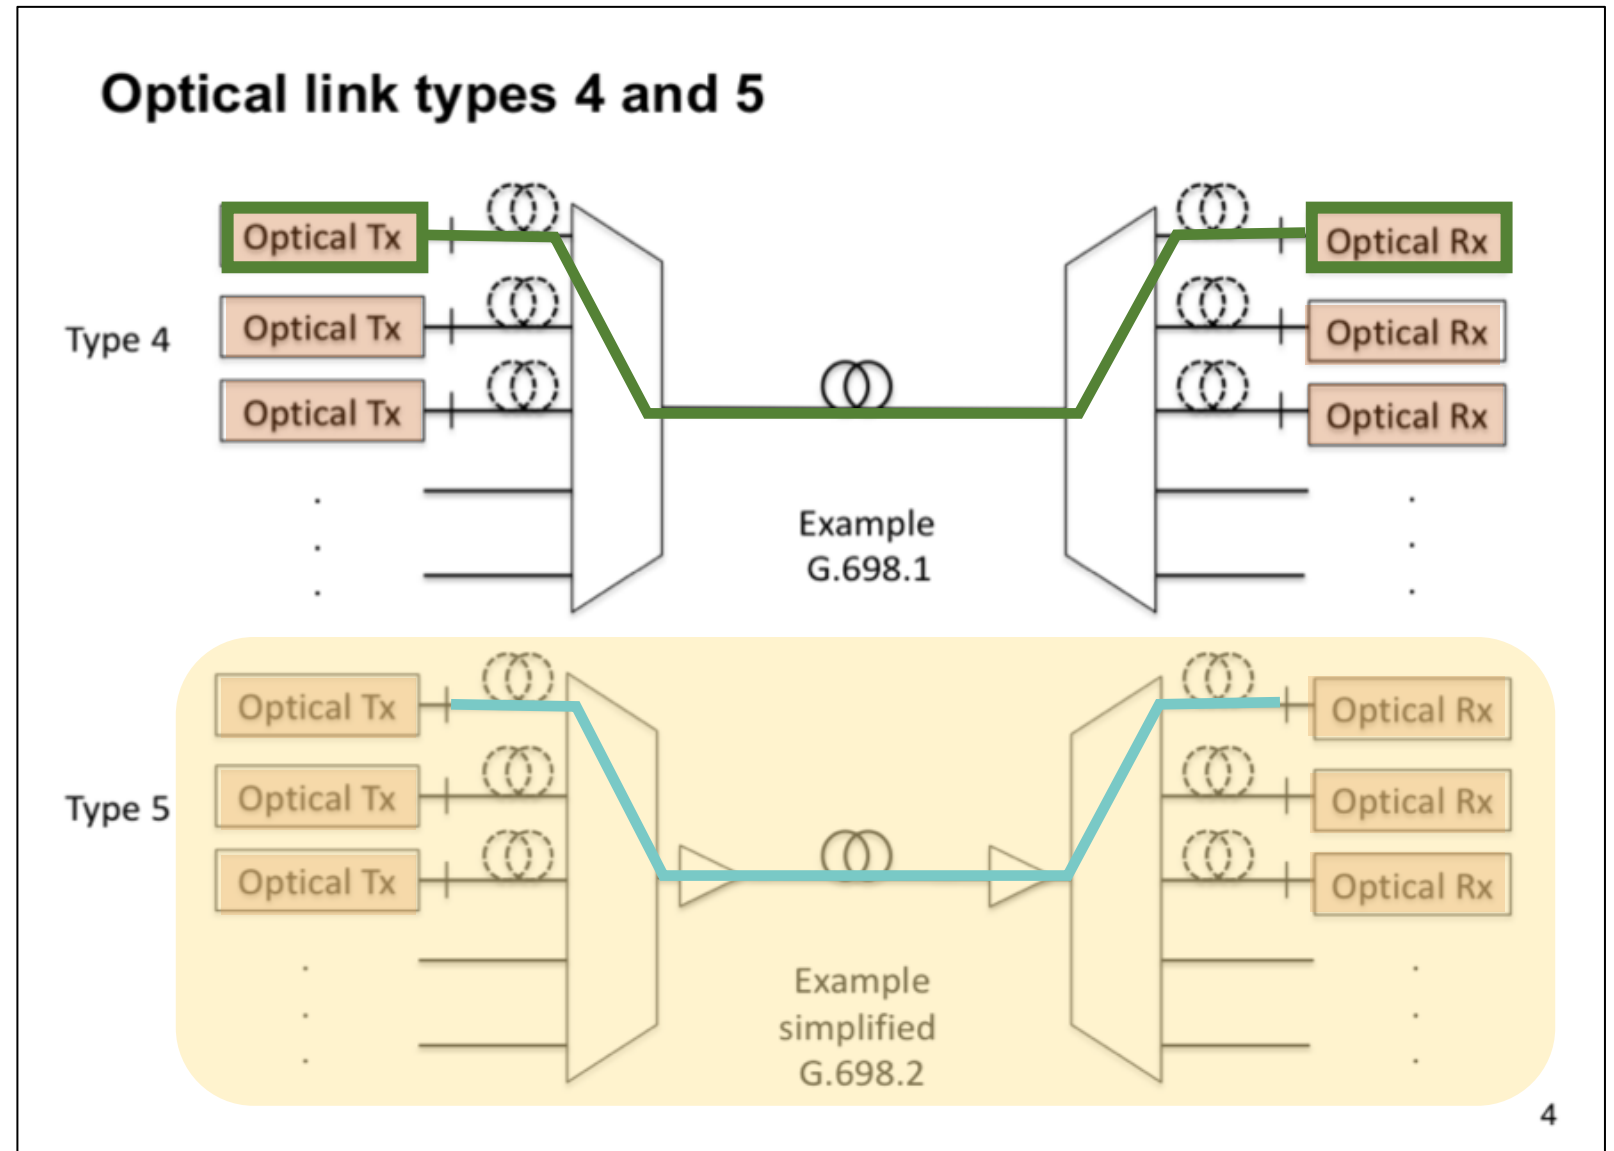 Optical link types 4 and 5
Optical Tx
Optical Rx
Type 4
Optical Tx
Optical Rx
Optical Tx
Optical Rx
.
.
.
.
.
.
Example
G.698.1
Optical Tx
Optical Rx
Type 5
Optical Tx
Optical Rx
Optical Tx
Optical Rx
.
.
.
.
.
.
Example
simplified
G.698.2
4